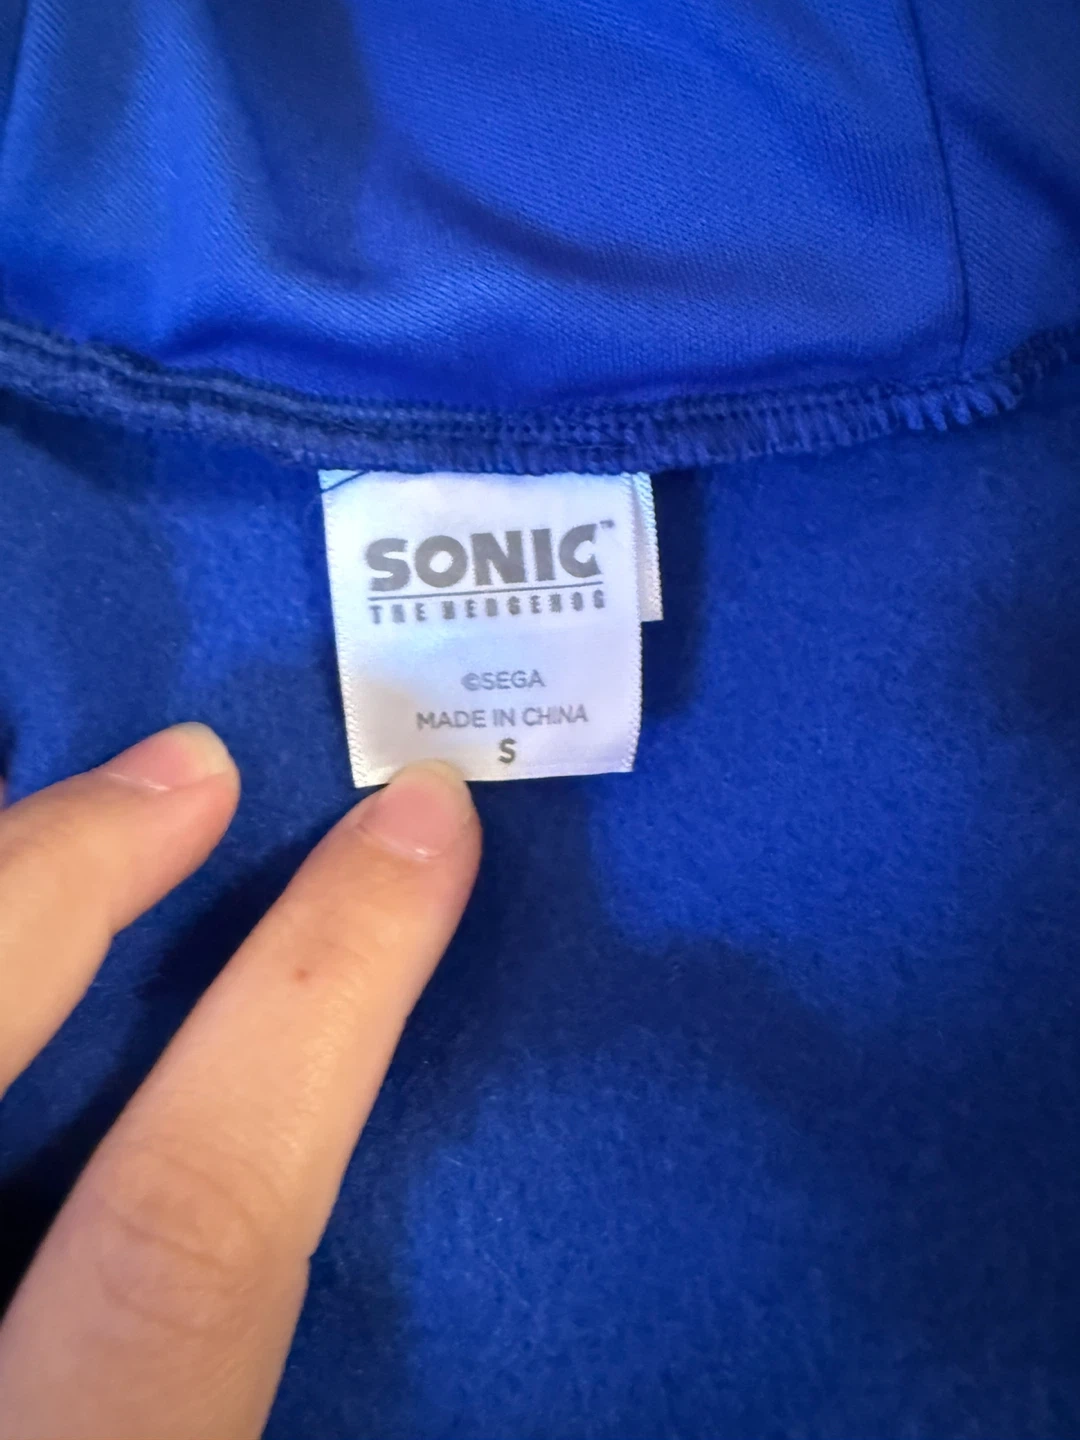 SONIC™
THE HEDGEHOG
©SEGA
MADE IN CHINA
S